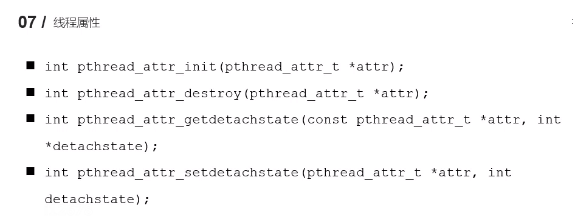 07 / 线程属性
■ int pthread_attr_init(pthread_attr_t *attr);
■ int pthread_attr_destroy(pthread_attr_t *attr);
■ int pthread_attr_getdetachstate(const pthread_attr_t *attr, int
*detachstate);
■ int pthread_attr_setdetachstate(pthread_attr_t *attr, int
detachstate);